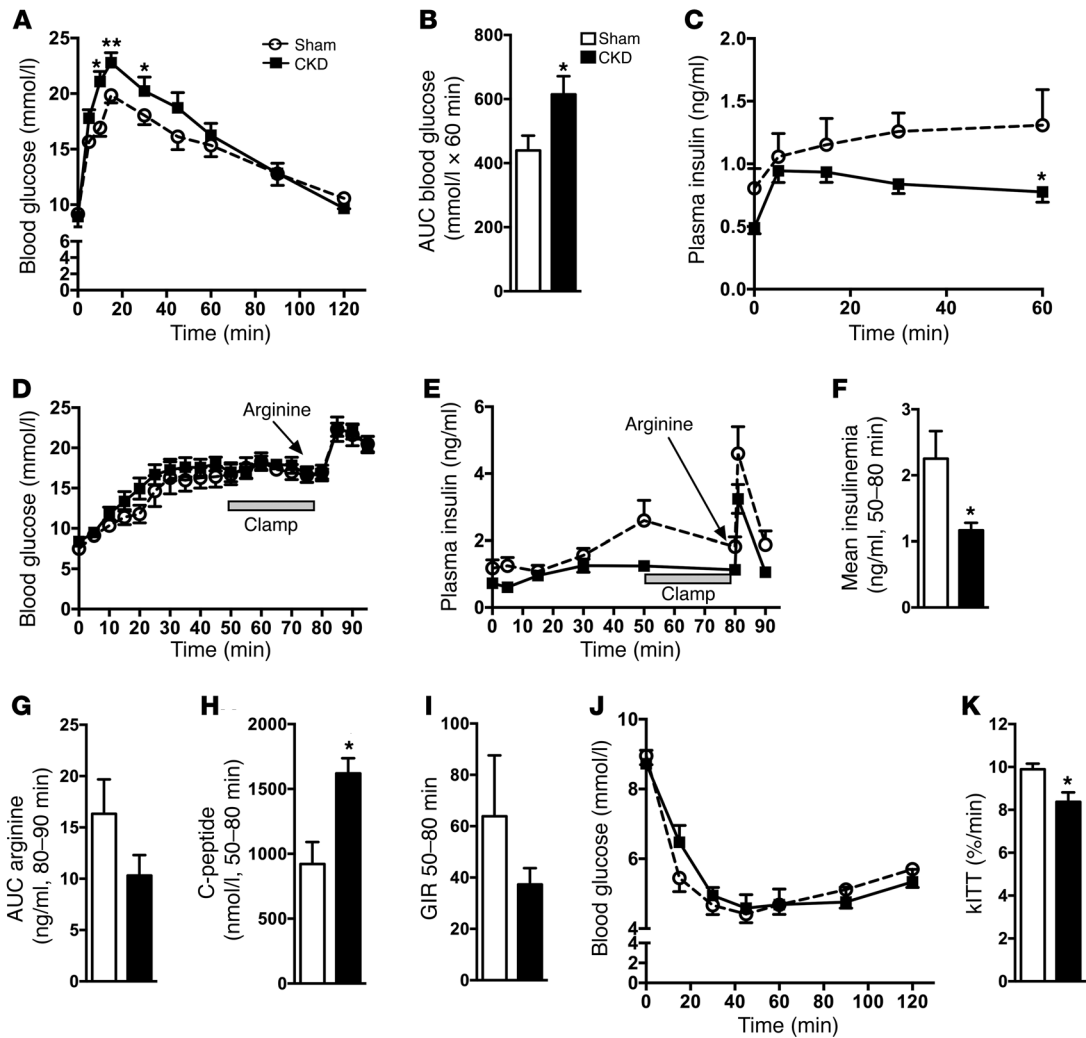 A
Blood glucose (mmol/l)
25
20
15
10
6
4
2
0
* ** *
Sham
CKD
0 20 40 60 80 100 120
Time (min)
B
AUC blood glucose
(mmol/l × 60 min)
800
600
400
200
0
*
Sham
CKD
C
Plasma insulin (ng/ml)
2.0
1.5
1.0
0.5
0.0
*
0 20 40 60
Time (min)
D
Blood glucose (mmol/l)
25
20
15
10
5
0
Arginine
Clamp
0 10 20 30 40 50 60 70 80 90
Time (min)
E
Plasma insulin (ng/ml)
6
4
2
0
Arginine
Clamp
0 10 20 30 40 50 60 70 80 90
Time (min)
F
Mean insulinemia
(ng/ml, 50–80 min)
3
2
1
0
*
G
AUC arginine
(ng/ml, 80–90 min)
25
20
15
10
5
0
H
C-peptide
(nmol/l, 50–80 min)
2000
1500
1000
500
0
*
I
GIR 50–80 min
100
80
60
40
20
0
J
Blood glucose (mmol/l)
10
8
6
4
4
2
0
0 20 40 60 80 100 120
Time (min)
K
kITT (%/min)
12
10
8
6
4
2
0
*